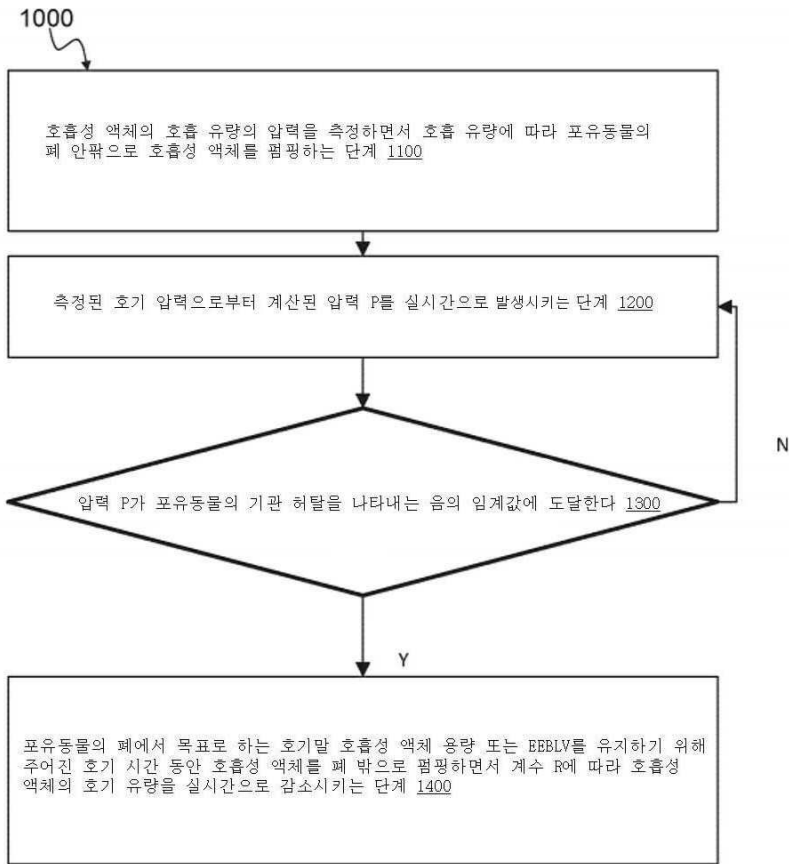 1000
호흡성 액체의 호흡 유량의 압력을 측정하면서 호흡 유량에 따라 포유동물의
폐 안팎으로 호흡성 액체를 펌핑하는 단계 1100
측정된 호기 압력으로부터 계산된 압력 P를 실시간으로 발생시키는 단계 1200
N
압력 P가 포유동물의 기관 허탈을 나타내는 음의 임계값에 도달한다 1300
Y
포유동물의 폐에서 목표로 하는 호기말 호흡성 액체 용량 또는 EEBLV를 유지하기 위해
주어진 호기 시간 동안 호흡성 액체를 폐 밖으로 펌핑하면서 계수 R에 따라 호흡성
액체의 호기 유량을 실시간으로 감소시키는 단계 1400